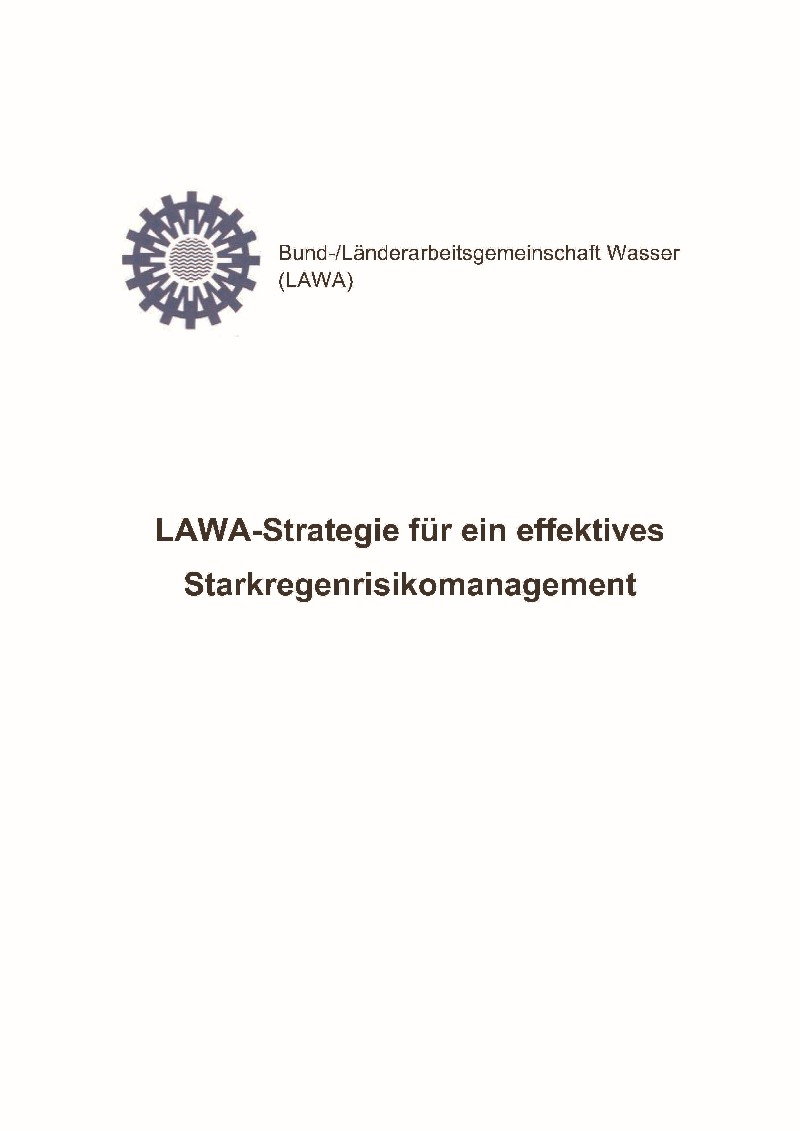 Bund-/Länderarbeitsgemeinschaft Wasser
(LAWA)
LAWA-Strategie für ein effektives
Starkregenrisikomanagement